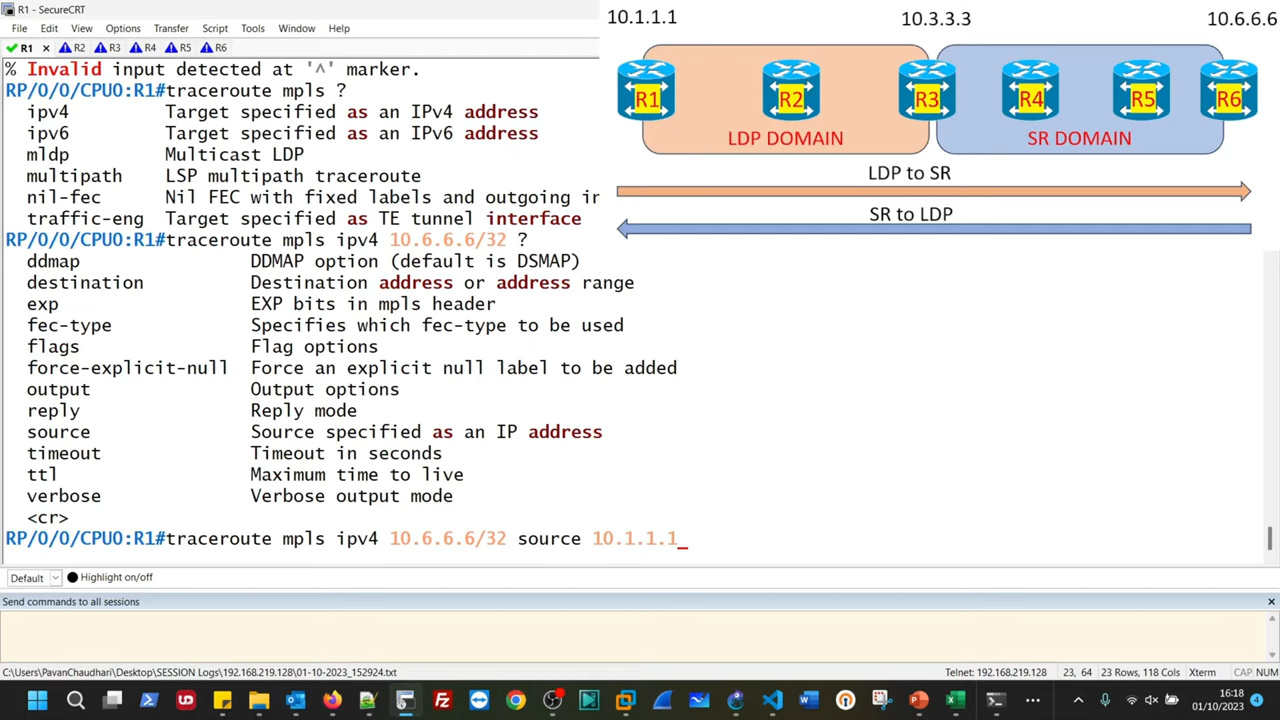 R1 - SecureCRT
File Edit View Options Transfer Script Tools Window Help
R1 × R2 R3 R4 R5 R6
% Invalid input detected at '^' marker.
RP/0/0/CPU0:R1#traceroute mpls ?
ipv4 Target specified as an IPv4 address
ipv6 Target specified as an IPv6 address
mldp Multicast LDP
multipath LSP multipath traceroute
nil-fec Nil FEC with fixed labels and outgoing in
traffic-eng Target specified as TE tunnel interface
RP/0/0/CPU0:R1#traceroute mpls ipv4 10.6.6.6/32 ?
ddmap DDMAP option (default is DSMAP)
destination Destination address or address range
exp EXP bits in mpls header
fec-type Specifies which fec-type to be used
flags Flag options
force-explicit-null Force an explicit null label to be added
output Output options
reply Reply mode
source Source specified as an IP address
timeout Timeout in seconds
ttl Maximum time to live
verbose Verbose output mode
<cr>
RP/0/0/CPU0:R1#traceroute mpls ipv4 10.6.6.6/32 source 10.1.1.1_
10.1.1.1 10.3.3.3 10.6.6.6
R1 R2 R3 R4 R5 R6
LDP DOMAIN SR DOMAIN
LDP to SR
SR to LDP
Default Highlight on/off
Send commands to all sessions
C:\Users\PavanChaudhari\Desktop\SESSION Logs\192.168.219.128\01-10-2023_152924.txt Telnet: 192.168.219.128 23, 64 23 Rows, 118 Cols Xterm CAP NUM
16:18
01/10/2023